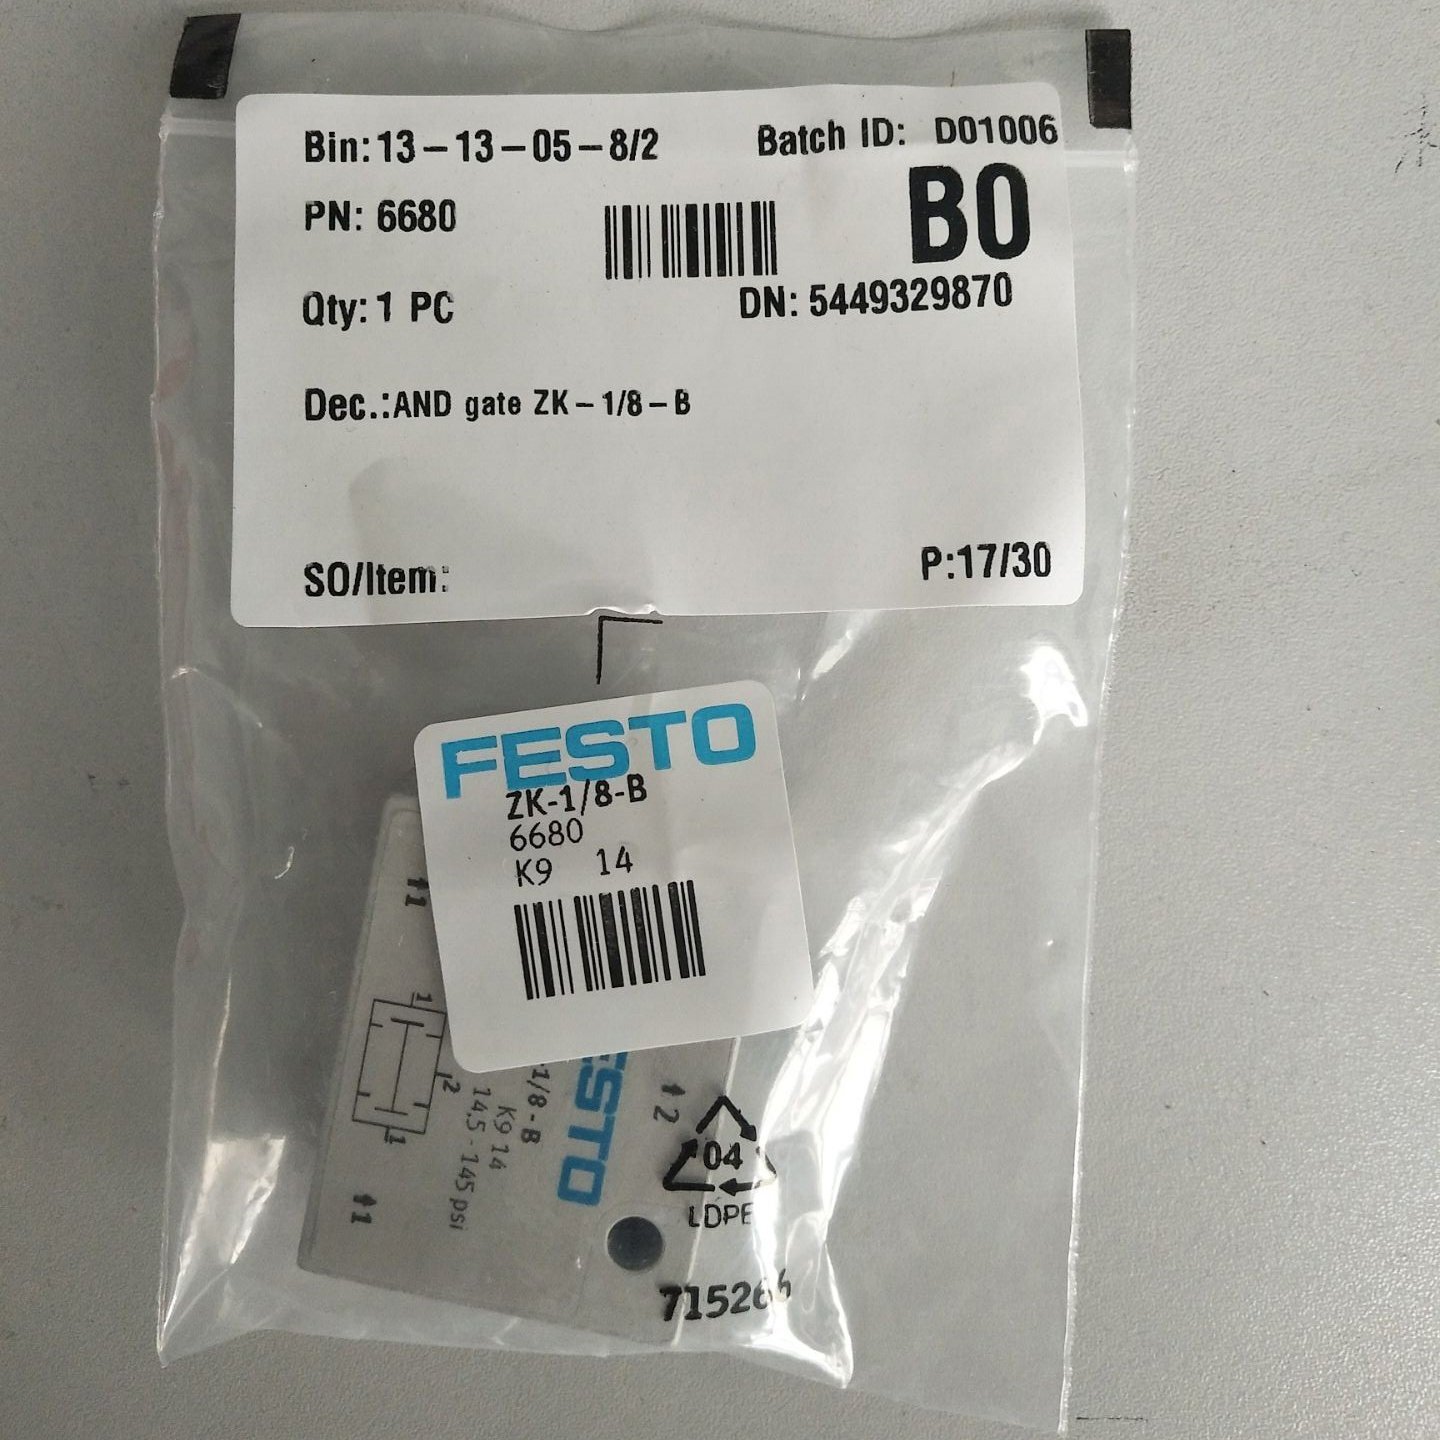 Bin: 13-13-05-8/2 Batch ID: D01006
PN: 6680 B0
Qty: 1 PC DN: 5449329870
Dec.:AND gate ZK-1/8-B
SO/Item: P:17/30
FESTO
ZK-1/8-B
6680
K9 14
1
1
2
1
1
14.5-145 psi
K9 14
-1/8-B
ESTO
2
04
LDPE
715266